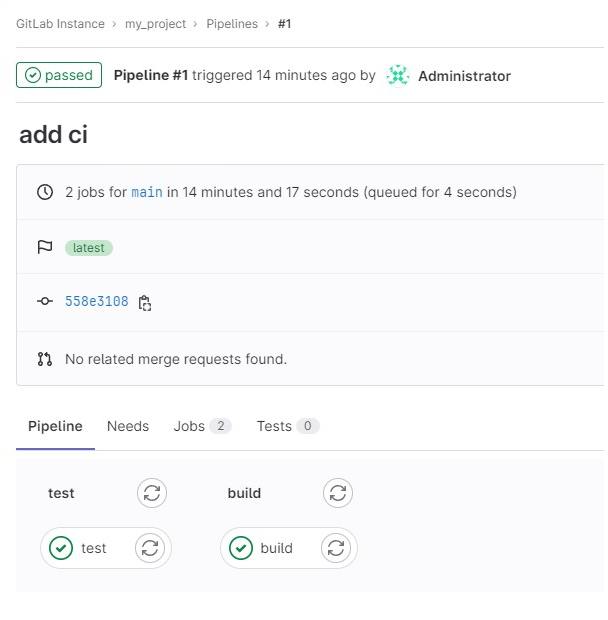 GitLab Instance › my_project › Pipelines › #1
passed Pipeline #1 triggered 14 minutes ago by Administrator
add ci
2 jobs for main in 14 minutes and 17 seconds (queued for 4 seconds)
latest
558e3108
No related merge requests found.
Pipeline Needs Jobs 2 Tests 0
test build
test build